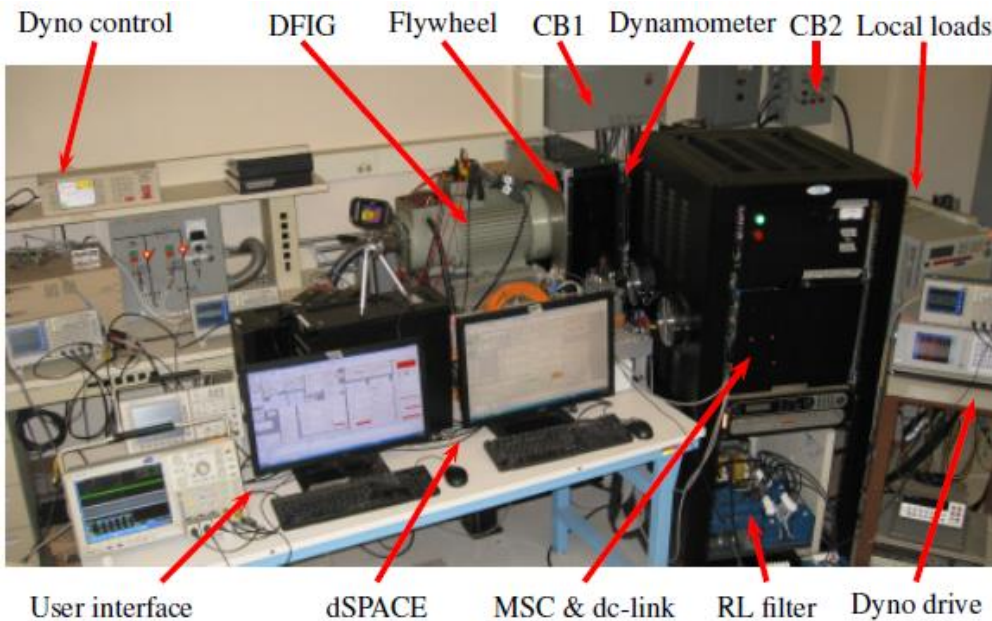 Dyno control DFIG Flywheel CB1 Dynamometer CB2 Local loads
User interface dSPACE MSC & dc-link RL filter Dyno drive